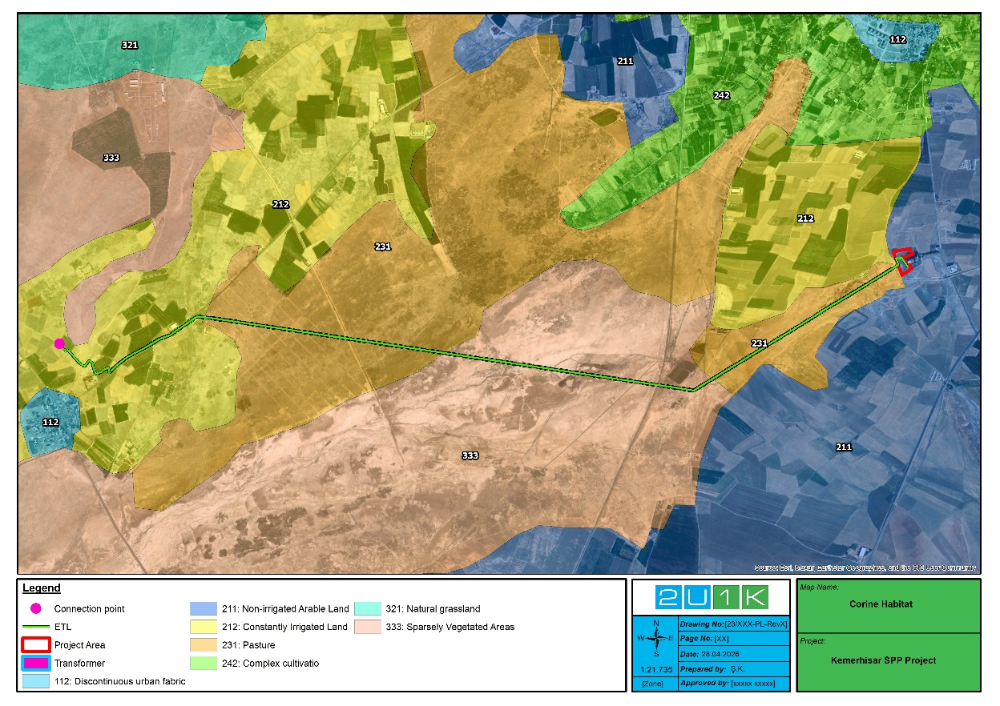 321
112
211
242
333
212
212
231
231
112
333
211
Source: Esri, Maxar, Earthstar Geographics, and the GIS User Community
Legend
Connection point
ETL
Project Area
Transformer
112: Discontinuous urban fabric
211: Non-irrigated Arable Land
212: Constantly Irrigated Land
231: Pasture
242: Complex cultivatio
321: Natural grassland
333: Sparsely Vegetated Areas
2U1K
N
W E
S
1:21.735
[Zone]
Drawing No:[23/XXX-PL-RevX]
Page No: [XX]
Date: 28.04.2026
Prepared by: Ş.K.
Approved by: [xxxxx xxxxx]
Map Name:
Corine Habitat
Project:
Kemerhisar SPP Project